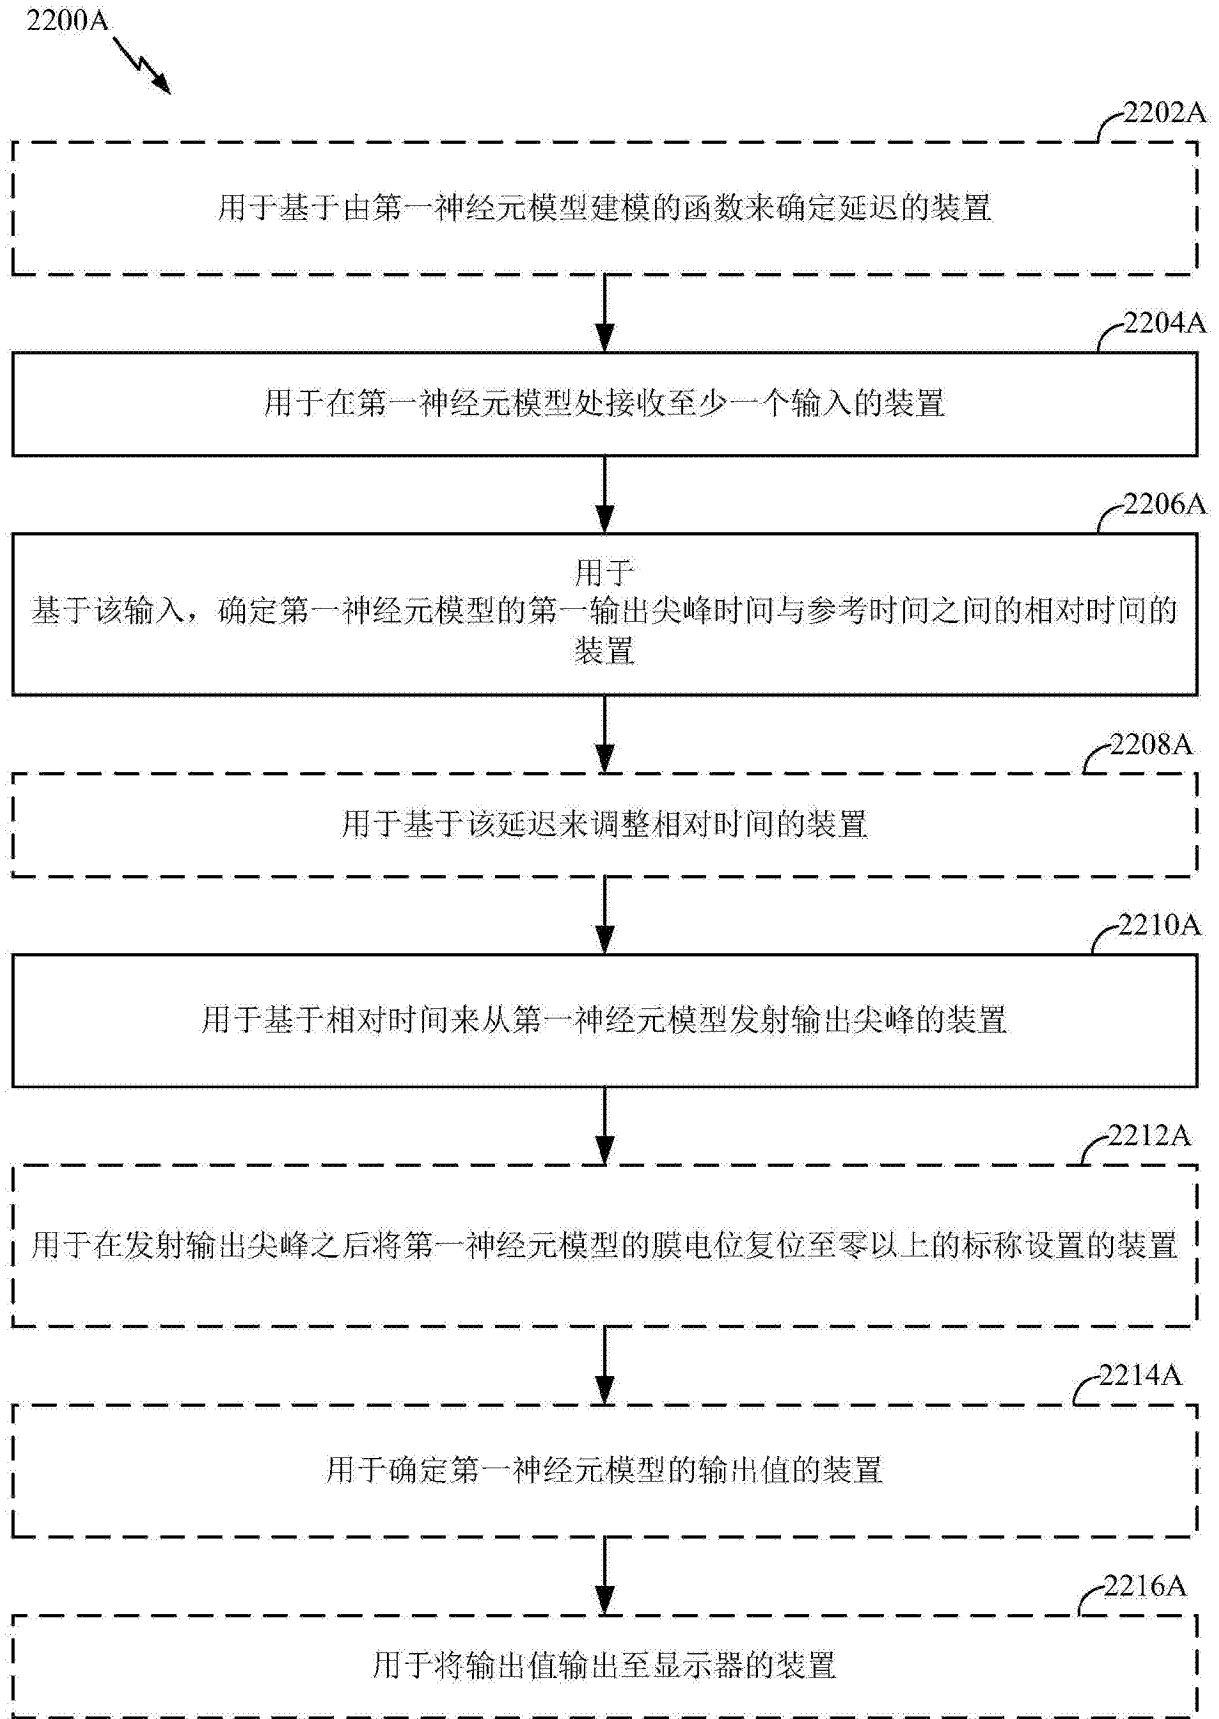 2200A
2202A
用于基于由第一神经元模型建模的函数来确定延迟的装置
2204A
用于在第一神经元模型处接收至少一个输入的装置
2206A
用于
基于该输入，确定第一神经元模型的第一输出尖峰时间与参考时间之间的相对时间的
装置
2208A
用于基于该延迟来调整相对时间的装置
2210A
用于基于相对时间来从第一神经元模型发射输出尖峰的装置
2212A
用于在发射输出尖峰之后将第一神经元模型的膜电位复位至零以上的标称设置的装置
2214A
用于确定第一神经元模型的输出值的装置
2216A
用于将输出值输出至显示器的装置